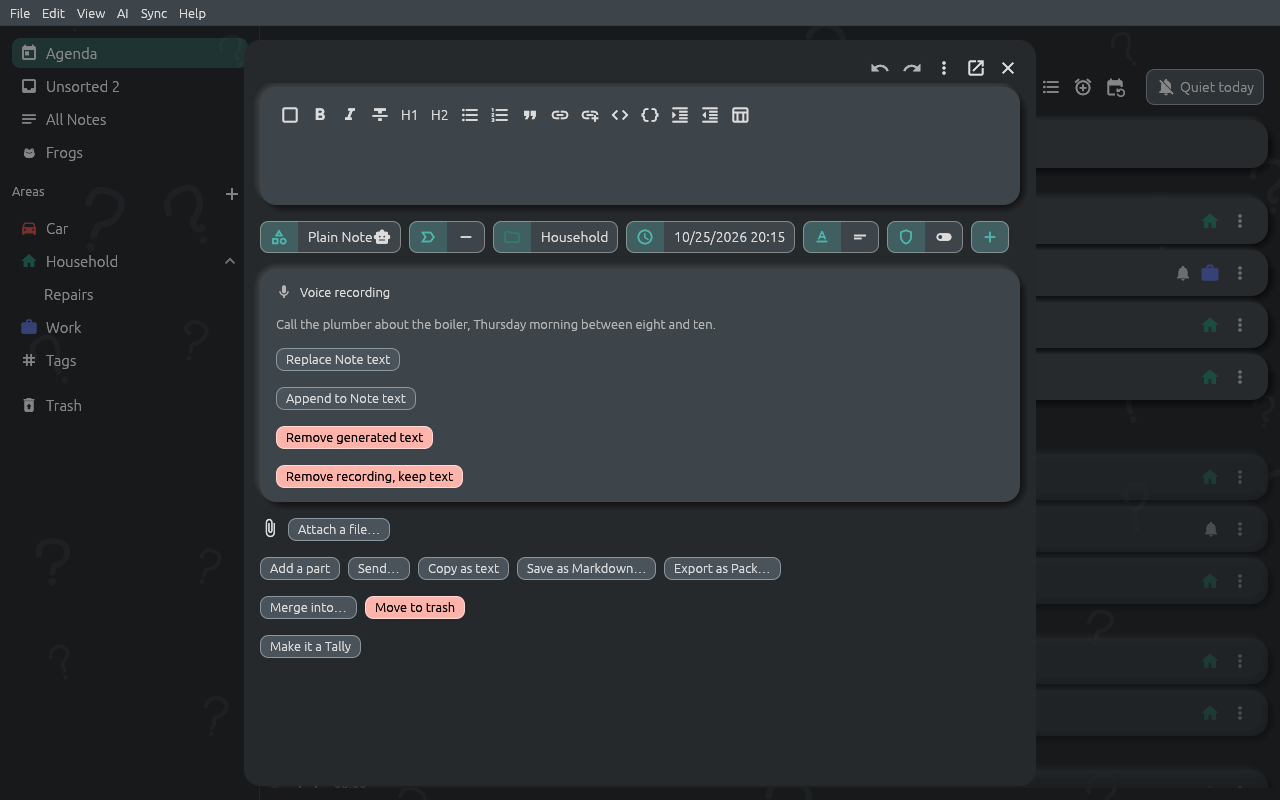 File Edit View AI Sync Help
Agenda
Unsorted 2
All Notes
Frogs
Areas
Car
Household
Repairs
Work
Tags
Trash
Quiet today
H1 H2
Plain Note
Household
10/25/2026 20:15
Voice recording
Call the plumber about the boiler, Thursday morning between eight and ten.
Replace Note text
Append to Note text
Remove generated text
Remove recording, keep text
Attach a file…
Add a part Send… Copy as text Save as Markdown… Export as Pack…
Merge into… Move to trash
Make it a Tally